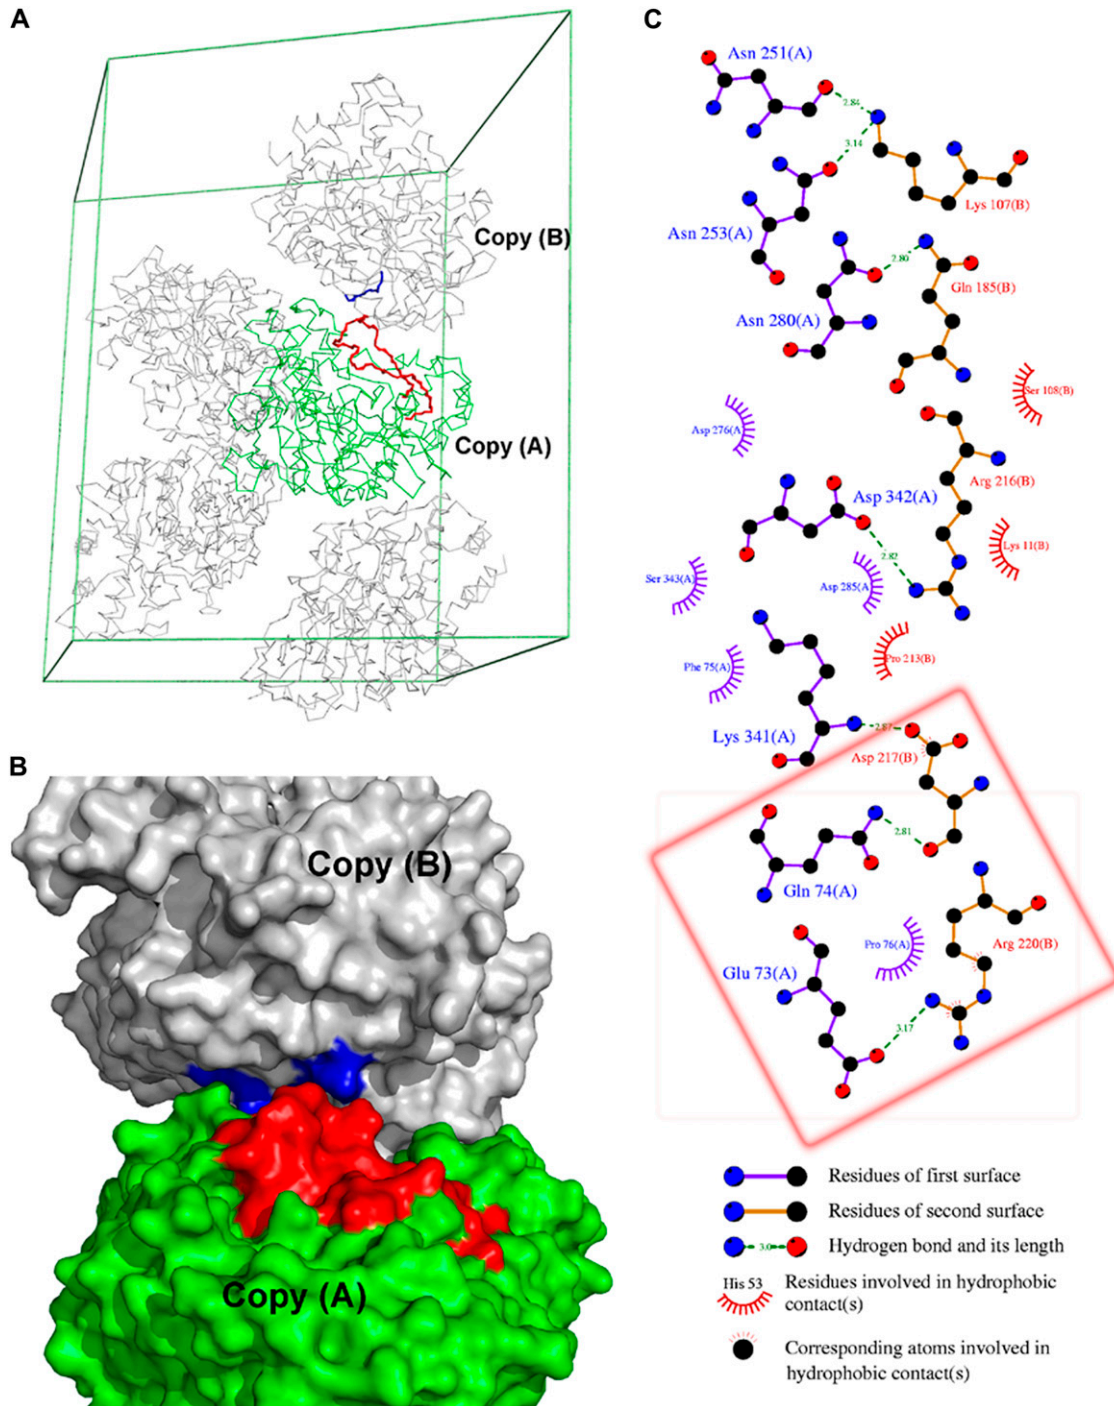 A
Copy (B)
Copy (A)
B
Copy (B)
Copy (A)
C
Asn 251(A)
2.84
3.14
Lys 107(B)
Asn 253(A)
2.80
Gln 185(B)
Asn 280(A)
Ser 108(B)
Asp 276(A
Arg 216(B)
Asp 342(A)
2.82
Lys 11(B)
Ser 343(A)
Asp 285(A
Phe 75(A)
Pro 213(B)
Lys 341(A)
2.87
Asp 217(B)
2.81
Gln 74(A)
Pro 76(A)
Arg 220(B)
Glu 73(A)
3.17
Residues of first surface
Residues of second surface
3.0
Hydrogen bond and its length
His 53
Residues involved in hydrophobic
contact(s)
Corresponding atoms involved in
hydrophobic contact(s)